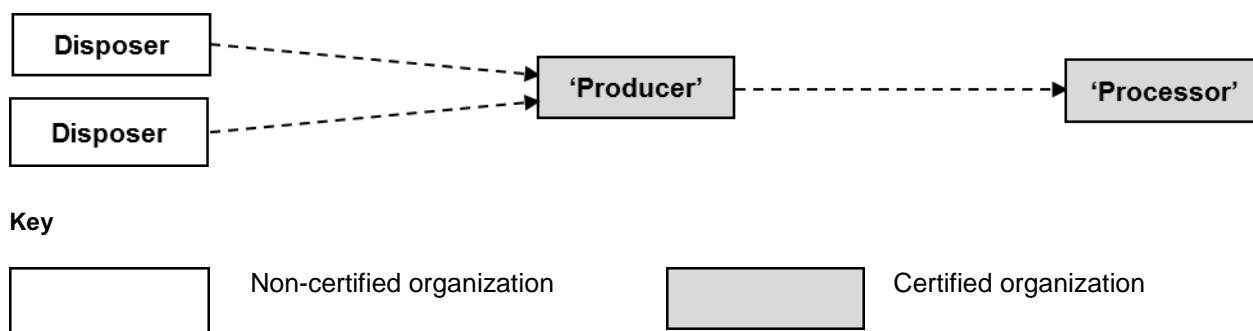 Disposer
‘Producer’
‘Processor’
Disposer
Key
Non-certified organization
Certified organization